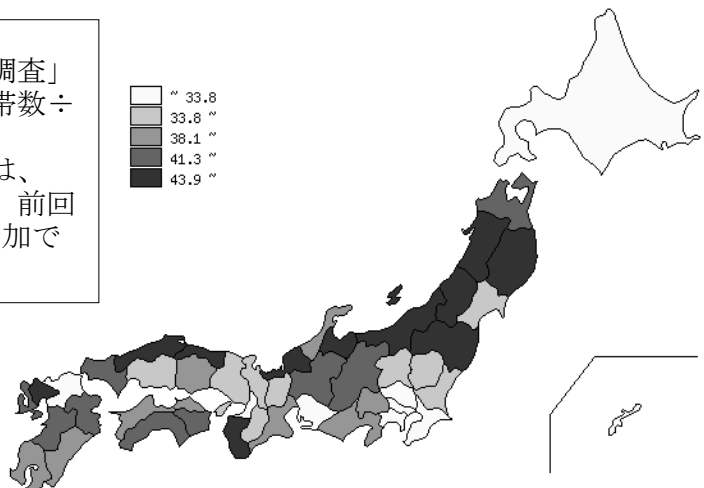 調査」
帯数÷
は、
前回
加で
~ 33.8
33.8 ~
38.1 ~
41.3 ~
43.9 ~